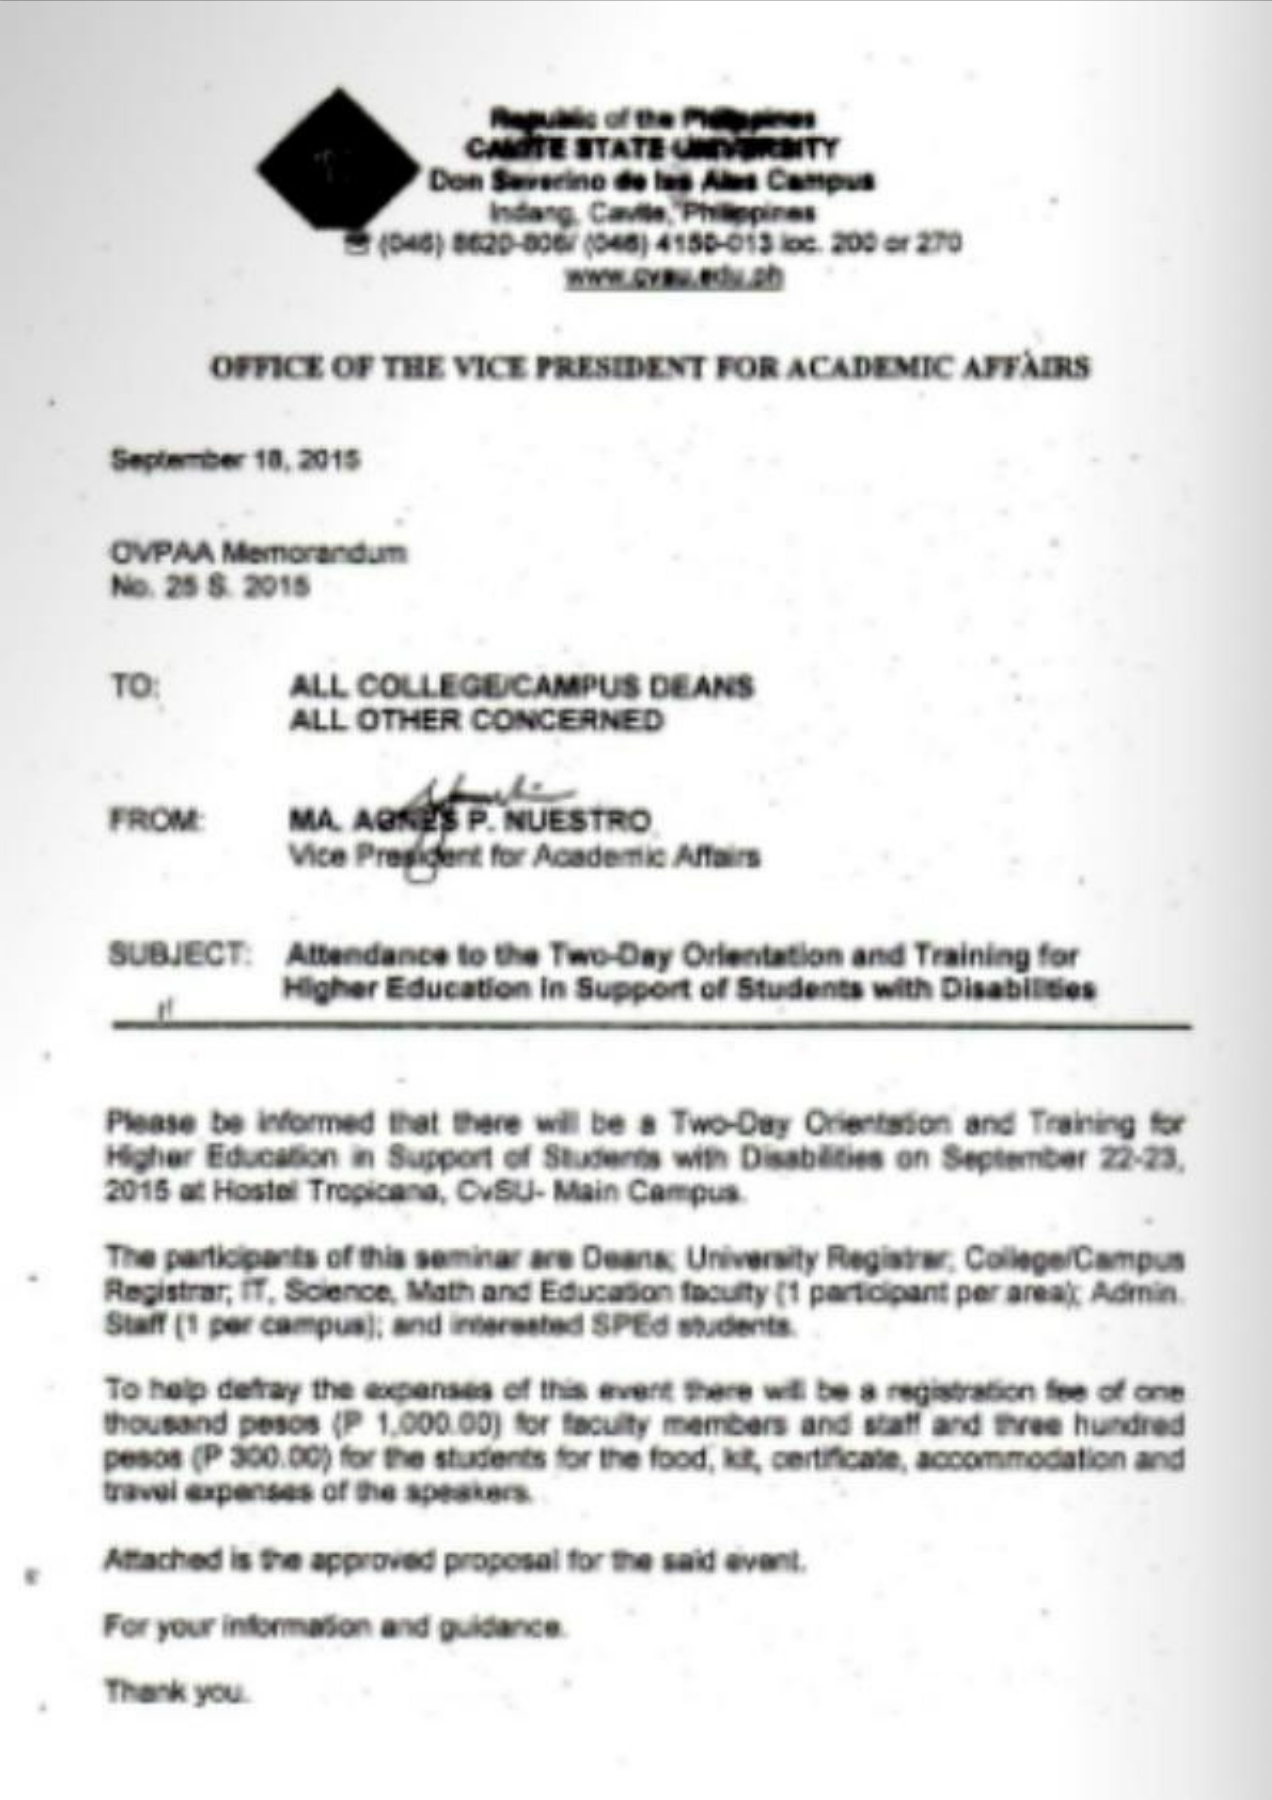 Republic of the Philippines
CAVITE STATE UNIVERSITY
Don Severino de las Alas Campus
Indang, Cavite, Philippines
☎ (046) 8620-806/ (046) 4150-013 loc. 200 or 270
www.cvsu.edu.ph
OFFICE OF THE VICE PRESIDENT FOR ACADEMIC AFFAIRS
September 18, 2015
OVPAA Memorandum
No. 25 S. 2015
TO: ALL COLLEGE/CAMPUS DEANS
ALL OTHER CONCERNED
FROM: MA. AGNES P. NUESTRO
Vice President for Academic Affairs
SUBJECT: Attendance to the Two-Day Orientation and Training for
Higher Education in Support of Students with Disabilities
Please be informed that there will be a Two-Day Orientation and Training for
Higher Education in Support of Students with Disabilities on September 22-23,
2015 at Hostel Tropicana, CvSU- Main Campus.
The participants of this seminar are Deans; University Registrar; College/Campus
Registrar; IT, Science, Math and Education faculty (1 participant per area); Admin.
Staff (1 per campus); and interested SPEd students.
To help defray the expenses of this event there will be a registration fee of one
thousand pesos (P 1,000.00) for faculty members and staff and three hundred
pesos (P 300.00) for the students for the food, kit, certificate, accommodation and
travel expenses of the speakers.
Attached is the approved proposal for the said event.
For your information and guidance.
Thank you.